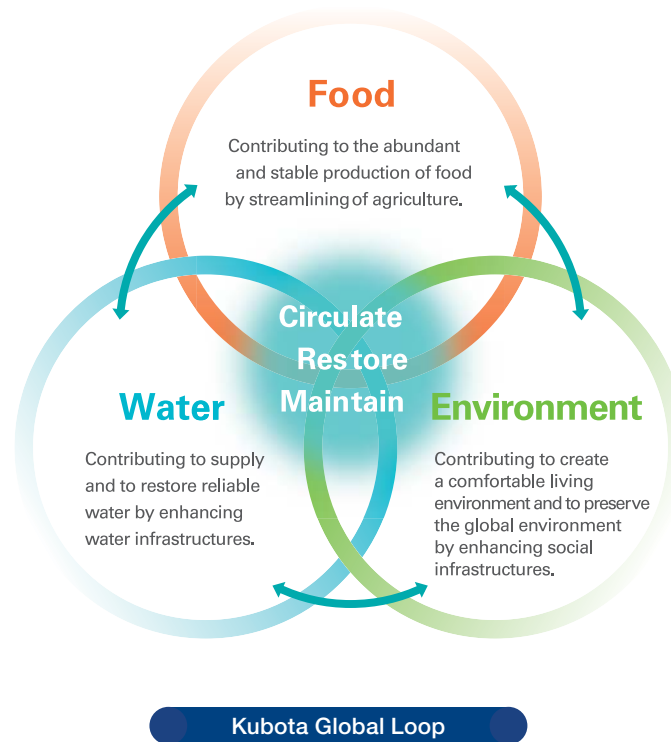 Food
Contributing to the abundant
and stable production of food
by streamlining of agriculture.
Circulate
Restore
Maintain
Water
Contributing to supply
and to restore reliable
water by enhancing
water infrastructures.
Environment
Contributing to create
a comfortable living
environment and to preserve
the global environment
by enhancing social
infrastructures.
Kubota Global Loop